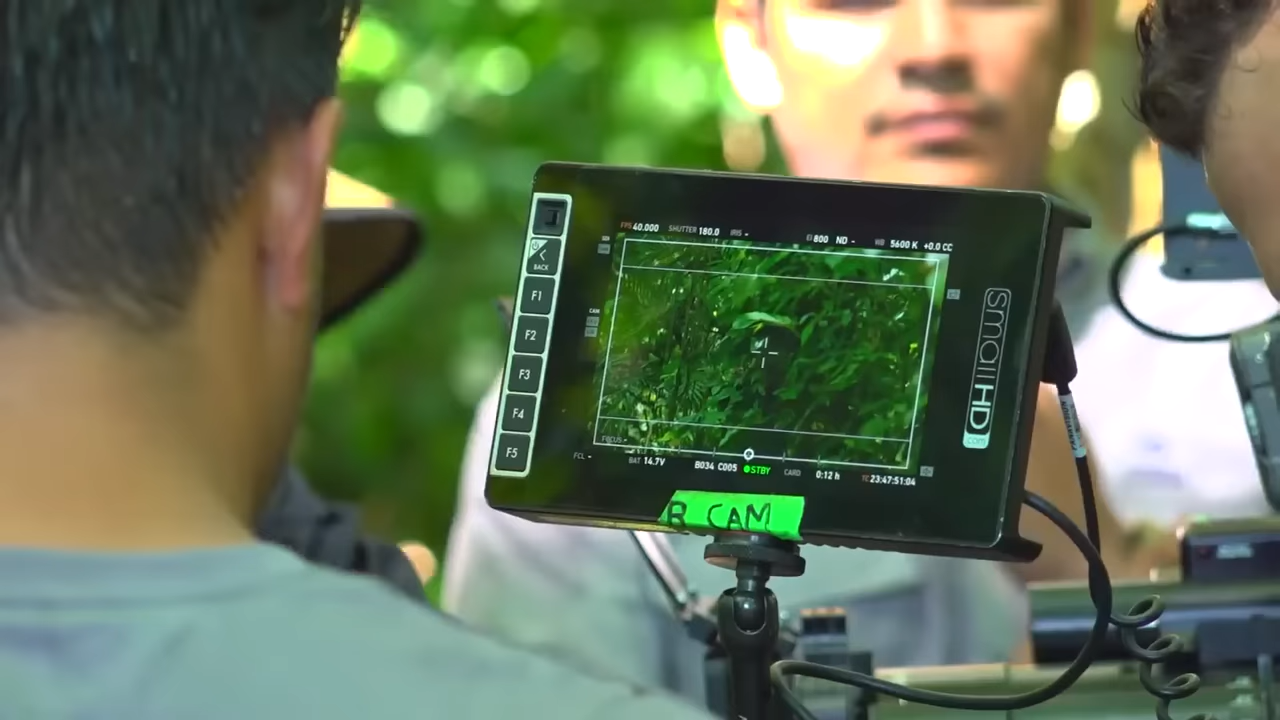 FPS 40.000 SHUTTER 180.0 IRIS -
EI 800 ND - WB 5600 K +0.0 CC
BACK
F1
F2
F3
F4
F5
CAM
FOCUS -
FCL -
BAT 14.7V
B034 C005
STBY
CARD
0:12 h
TC 23:47:51:04
smallHD
.com
B CAM